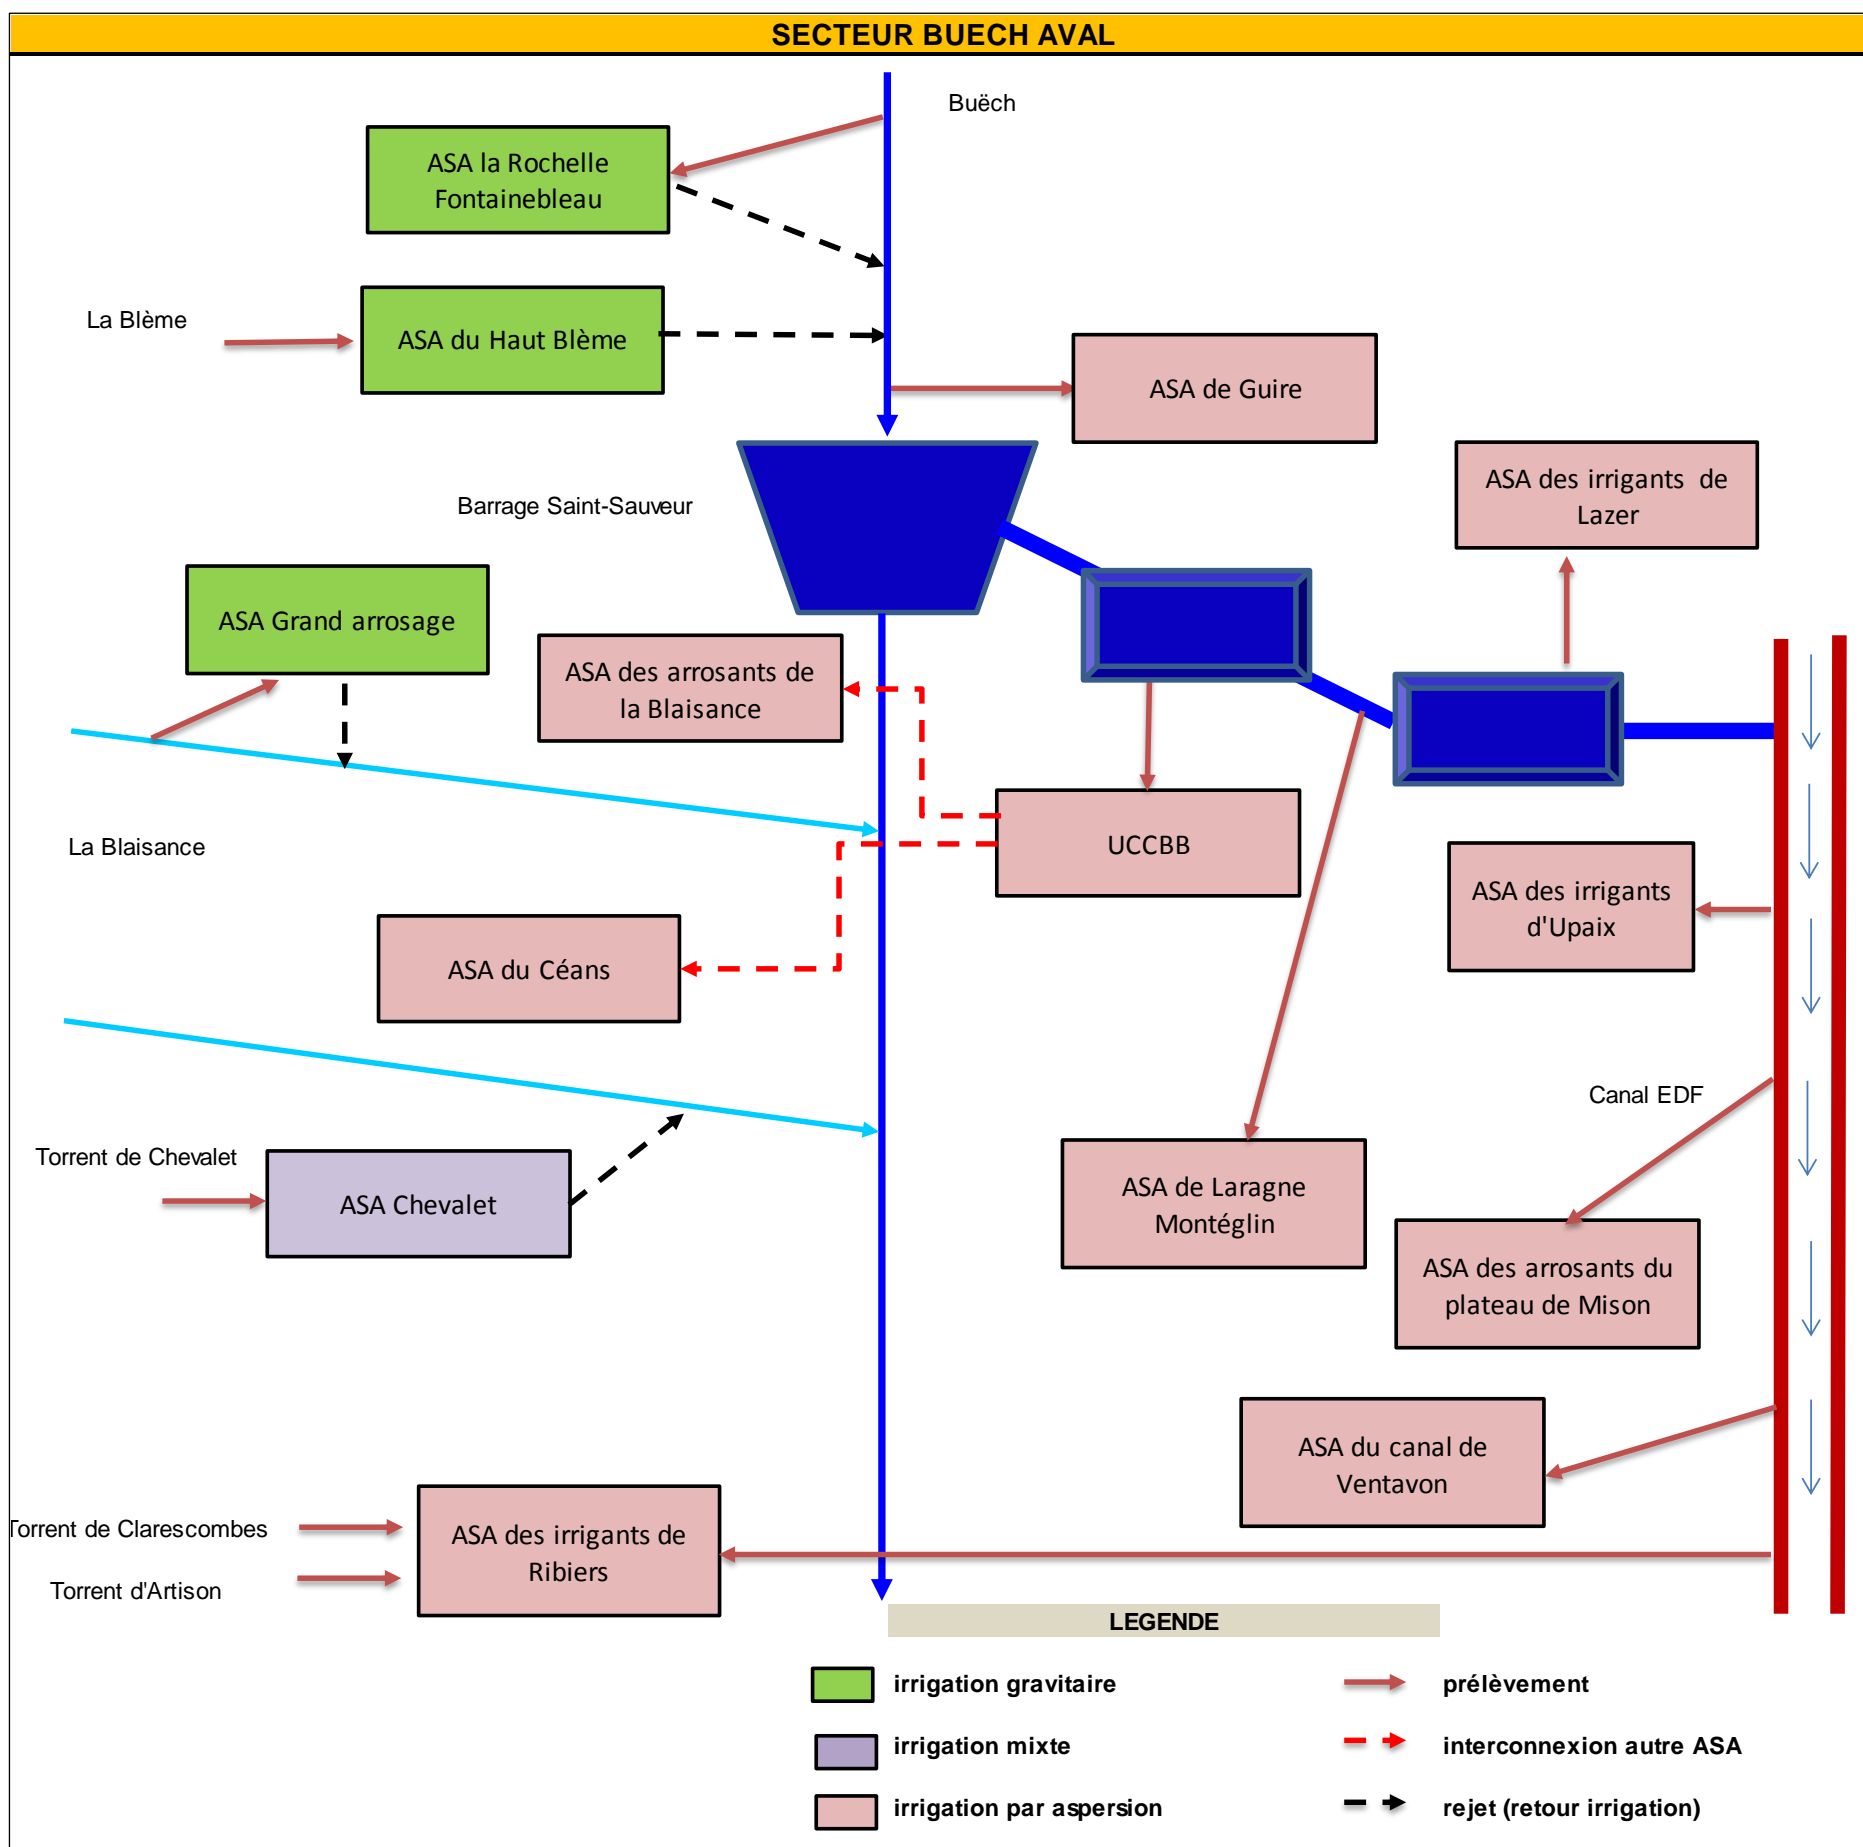 SECTEUR BUECH AVAL
Buëch
ASA la Rochelle
Fontainebleau
La Blème
ASA du Haut Blème
ASA de Guire
ASA des irrigants de
Lazer
Barrage Saint-Sauveur
ASA Grand arrosage
ASA des arrosants de
la Blaisance
La Blaisance
UCCBB
ASA des irrigants
d'Upaix
ASA du Céans
Canal EDF
Torrent de Chevalet
ASA Chevalet
ASA de Laragne
Montéglin
ASA des arrosants du
plateau de Mison
ASA du canal de
Ventavon
Torrent de Clarescombes
Torrent d'Artison
ASA des irrigants de
Ribiers
LEGENDE
irrigation gravitaire
prélèvement
irrigation mixte
interconnexion autre ASA
irrigation par aspersion
rejet (retour irrigation)